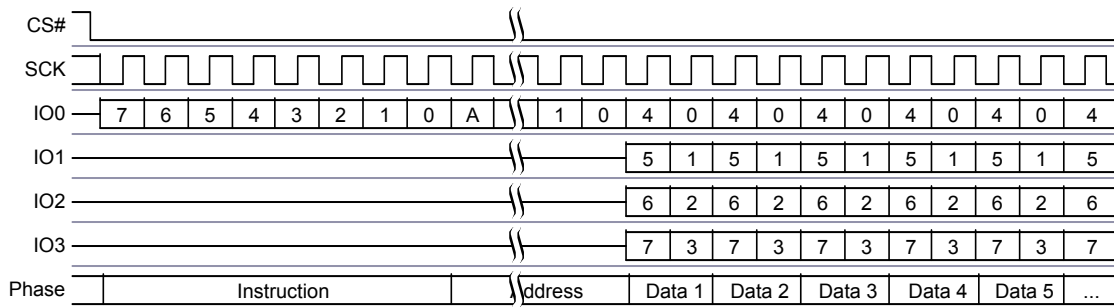 CS#
SCK
IO0 7 6 5 4 3 2 1 0 A 1 0 4 0 4 0 4 0 4 0 4 0 4
IO1 5 1 5 1 5 1 5 1 5 1 5
IO2 6 2 6 2 6 2 6 2 6 2 6
IO3 7 3 7 3 7 3 7 3 7 3 7
Phase Instruction Address Data 1 Data 2 Data 3 Data 4 Data 5 ...